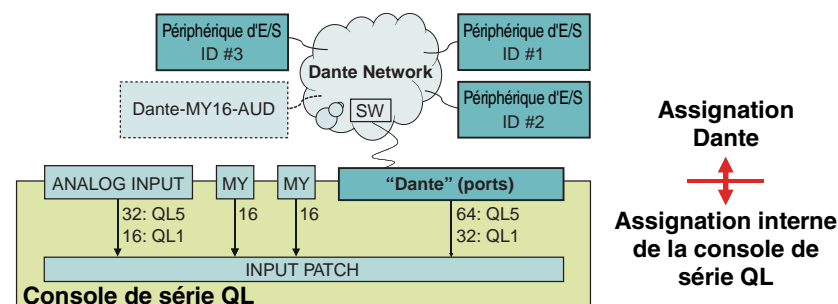 Périphérique d'E/S
ID #3
Périphérique d'E/S
ID #1
Dante Network
Dante-MY16-AUD
SW
Périphérique d'E/S
ID #2
ANALOG INPUT
MY
MY
“Dante” (ports)
32: QL5
16: QL1
16
16
64: QL5
32: QL1
INPUT PATCH
Console de série QL
Assignation
Dante
Assignation interne
de la console de
série QL